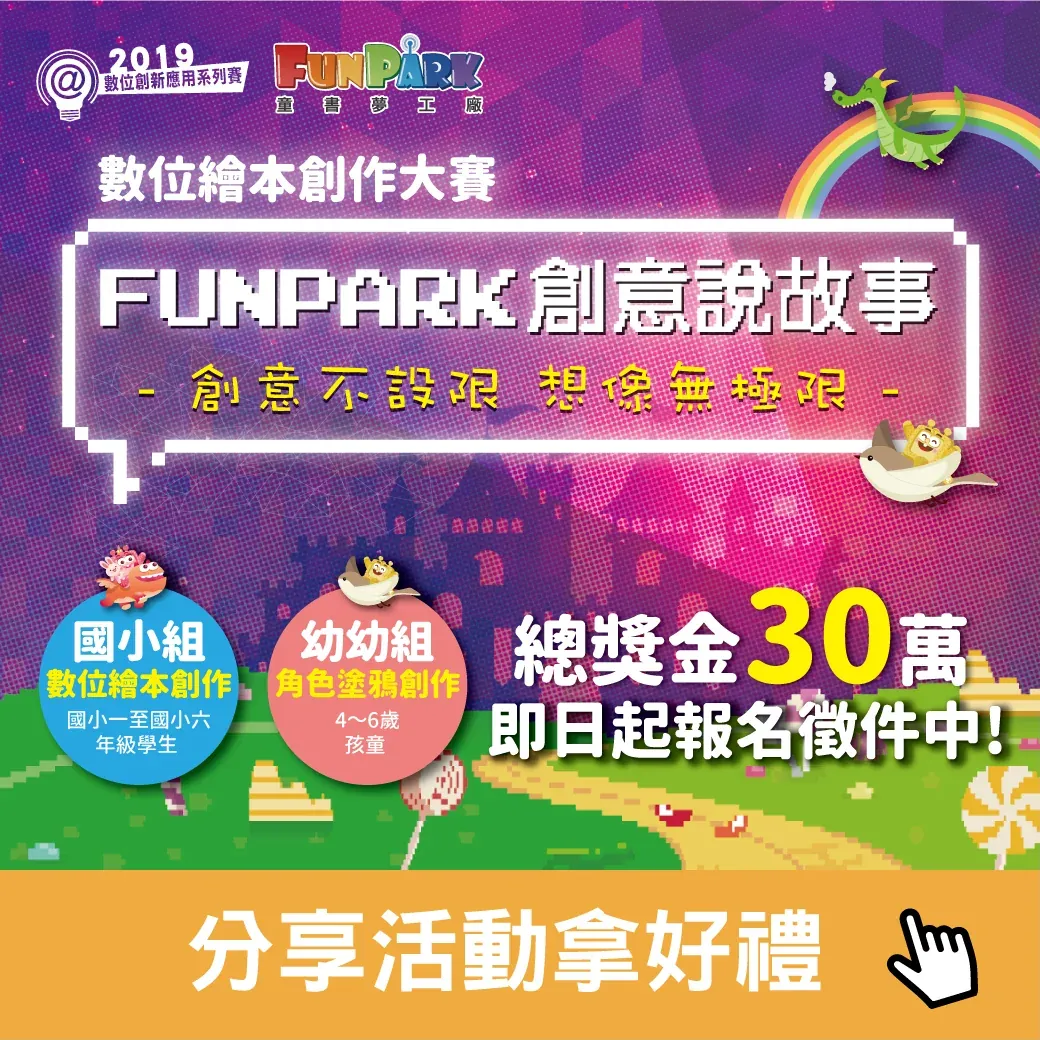 @
2019
數位創新應用系列賽
FUNPARK
童書夢工廠
數位繪本創作大賽
FUNPARK創意說故事
- 創意不設限 想像無極限 -
國小組
數位繪本創作
國小一至國小六
年級學生
幼幼組
角色塗鴉創作
4～6歲
孩童
總獎金30萬
即日起報名徵件中!
分享活動拿好禮